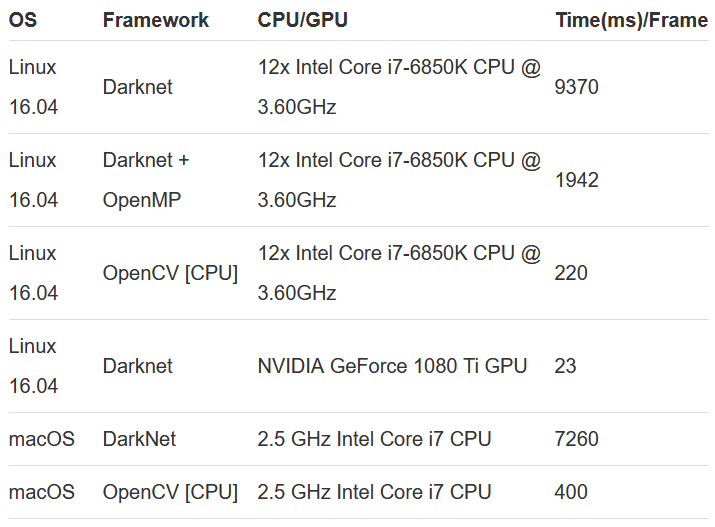 OS Framework CPU/GPU Time(ms)/Frame
Linux 16.04 Darknet 12x Intel Core i7-6850K CPU @ 3.60GHz 9370
Linux 16.04 Darknet + OpenMP 12x Intel Core i7-6850K CPU @ 3.60GHz 1942
Linux 16.04 OpenCV [CPU] 12x Intel Core i7-6850K CPU @ 3.60GHz 220
Linux 16.04 Darknet NVIDIA GeForce 1080 Ti GPU 23
macOS DarkNet 2.5 GHz Intel Core i7 CPU 7260
macOS OpenCV [CPU] 2.5 GHz Intel Core i7 CPU 400